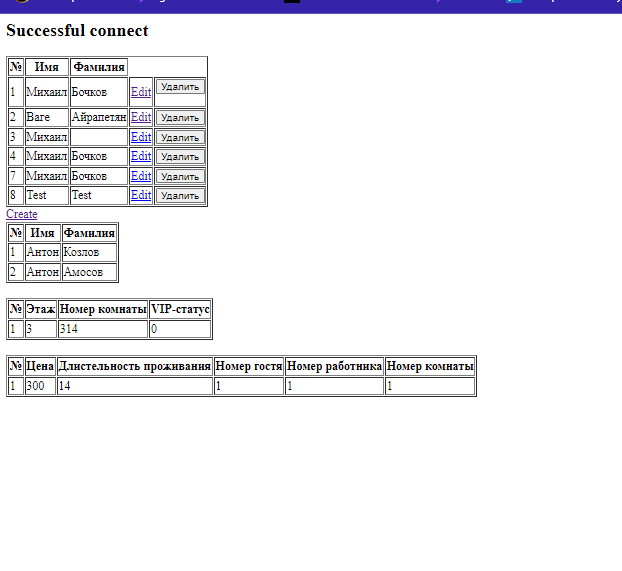 Successful connect
№ Имя Фамилия
1 Михаил Бочков Edit Удалить
2 Ваге Айрапетян Edit Удалить
3 Михаил Edit Удалить
4 Михаил Бочков Edit Удалить
7 Михаил Бочков Edit Удалить
8 Test Test Edit Удалить
Create
№ Имя Фамилия
1 Антон Козлов
2 Антон Амосов
№ Этаж Номер комнаты VIP-статус
1 3 314 0
№ Цена Длистельность проживания Номер гостя Номер работника Номер комнаты
1 300 14 1 1 1